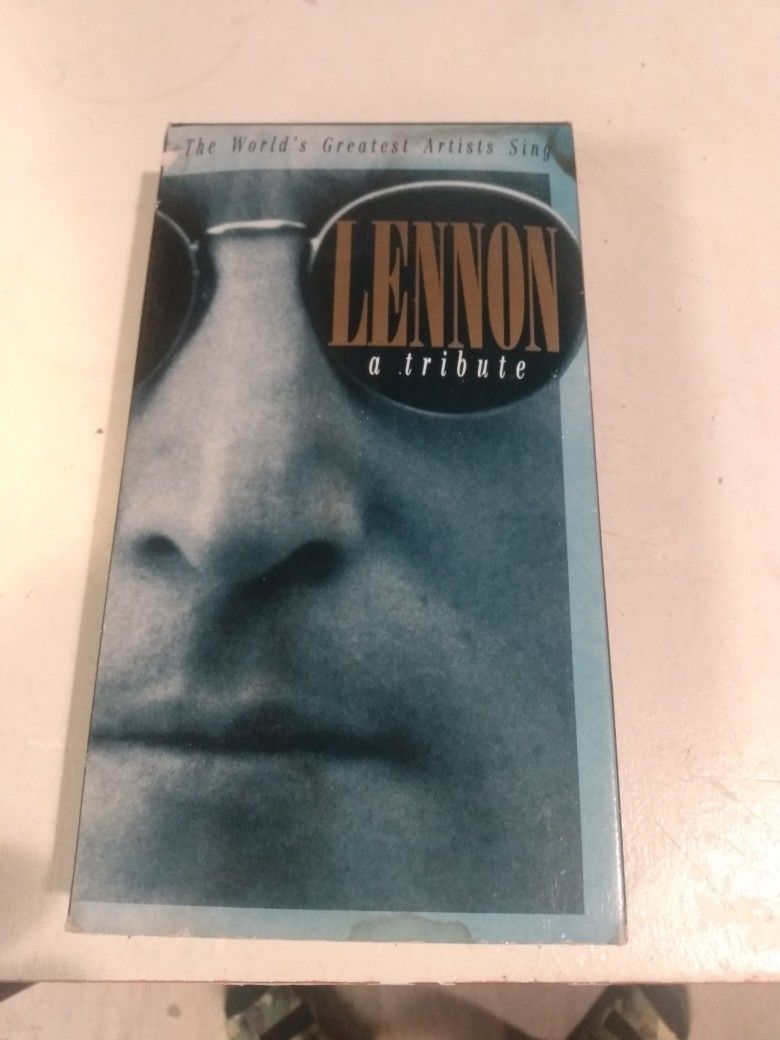 The World's Greatest Artists Sing
LENNON
a tribute